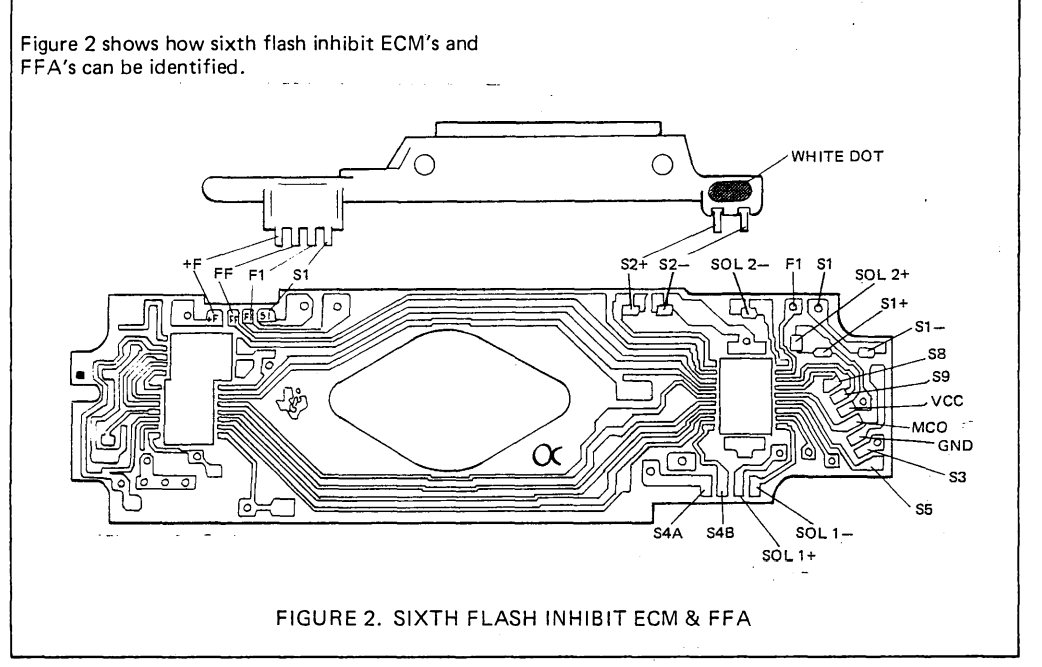 Figure 2 shows how sixth flash inhibit ECM's and
FFA's can be identified.
WHITE DOT
+F FF F1 S1
S2+ S2− SOL 2− F1 S1
SOL 2+
S1+
S1−
+F FF S1
S8
S9
VCC
MCO
GND
S3
S5
S4A S4B SOL 1−
SOL 1+
FIGURE 2. SIXTH FLASH INHIBIT ECM & FFA